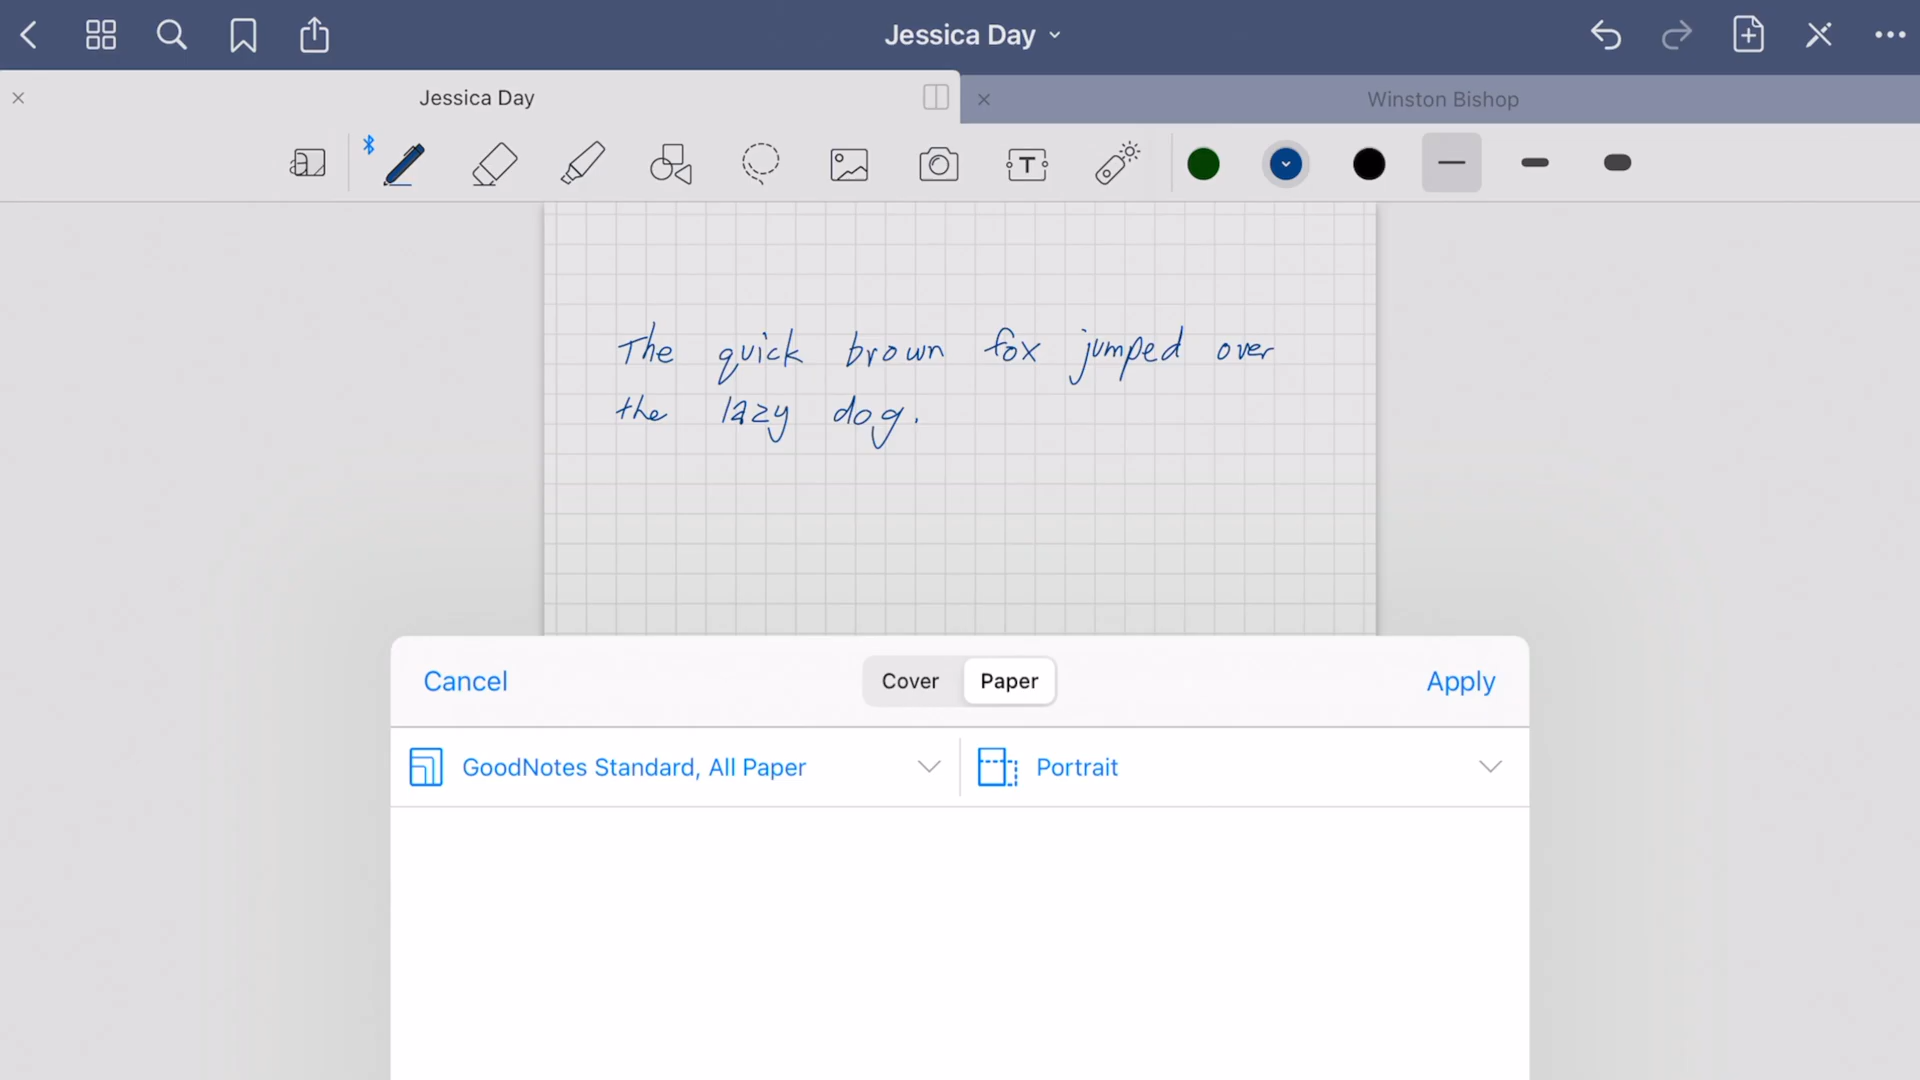 Jessica Day
Jessica Day
Winston Bishop
T
The quick brown fox jumped over
the lazy dog.
Cancel
Cover
Paper
Apply
GoodNotes Standard, All Paper
Portrait